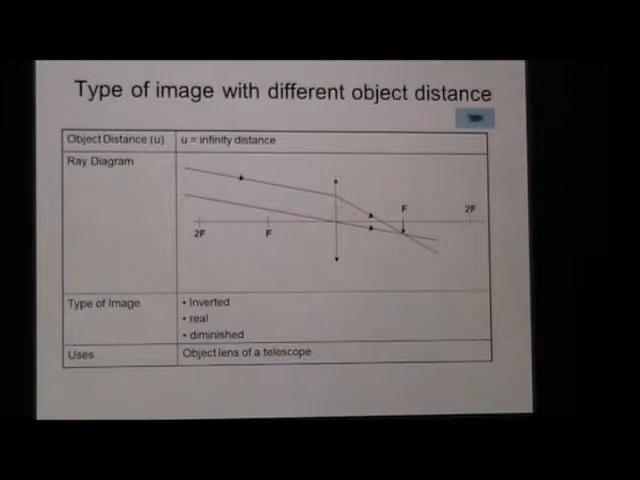 Type of image with different object distance
Object Distance (u)
u = infinity distance
Ray Diagram
F
2F
2F
F
Type of Image
• Inverted
• real
• diminished
Uses
Object lens of a telescope